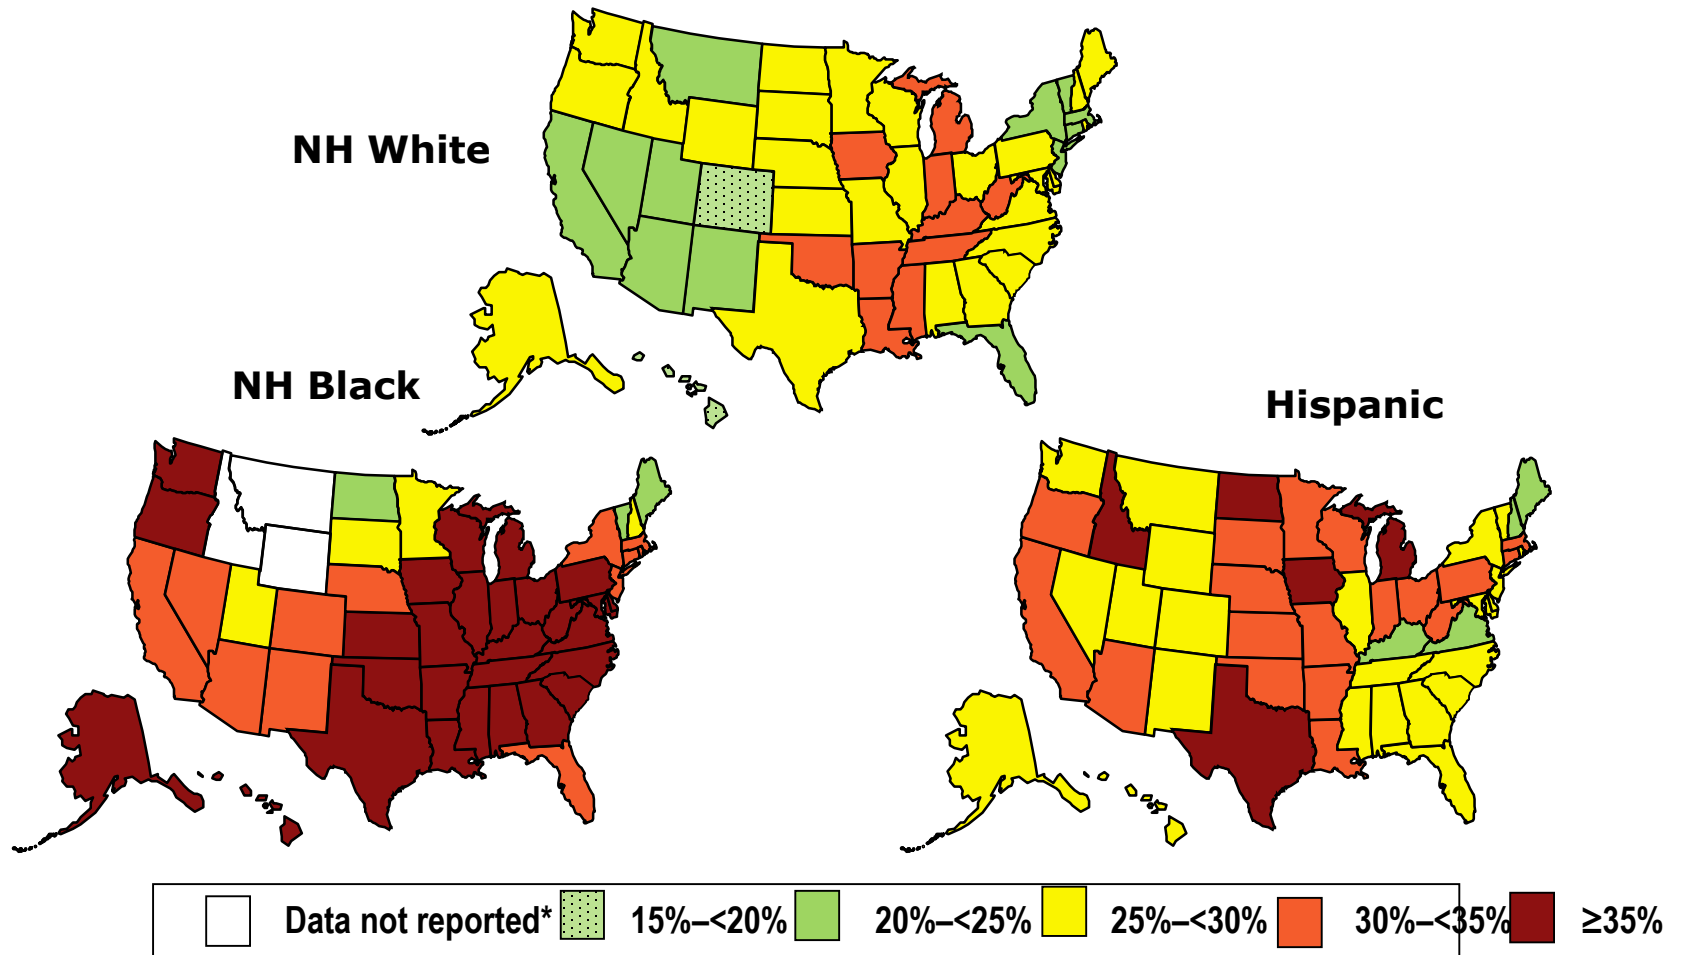 NH White
NH Black
Hispanic
Data not reported* 15%–<20% 20%–<25% 25%–<30% 30%–<35% ≥35%